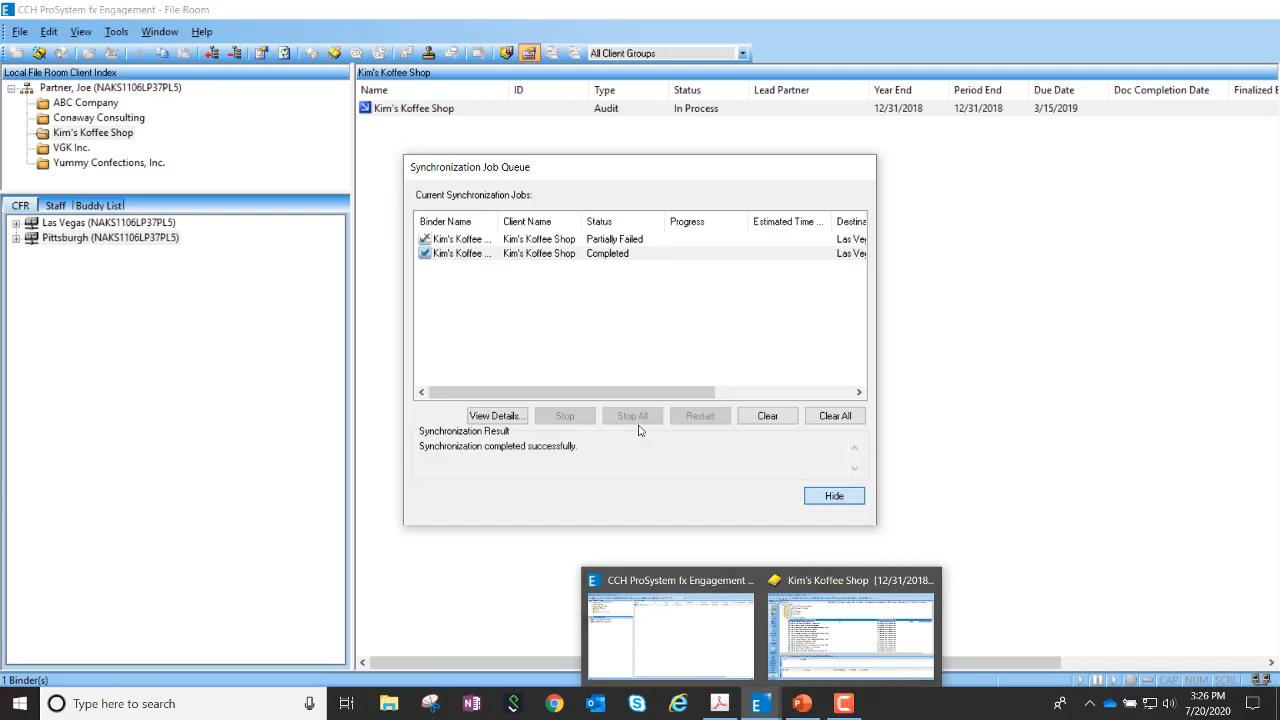 CCH ProSystem fx Engagement - File Room
File Edit View Tools Window Help
All Client Groups
Local File Room Client Index
Partner, Joe (NAKS1106LP37PL5)
ABC Company
Conaway Consulting
Kim's Koffee Shop
VGK Inc.
Yummy Confections, Inc.
CFR Staff Buddy List
Las Vegas (NAKS1106LP37PL5)
Pittsburgh (NAKS1106LP37PL5)
Kim's Koffee Shop
Name ID Type Status Lead Partner Year End Period End Due Date Doc Completion Date Finalized E
Kim's Koffee Shop Audit In Process 12/31/2018 12/31/2018 3/15/2019
Synchronization Job Queue
Current Synchronization Jobs:
Binder Name Client Name Status Progress Estimated Time ... Destina
Kim's Koffee ... Kim's Koffee Shop Partially Failed Las Ve
Kim's Koffee ... Kim's Koffee Shop Completed Las Ve
View Details... Stop Stop All Restart Clear Clear All
Synchronization Result
Synchronization completed successfully.
Hide
CCH ProSystem fx Engagement ...
Kim's Koffee Shop [12/31/2018...
1 Binder(s)
CAP NUM SCRL
Type here to search
3:26 PM
7/20/2020